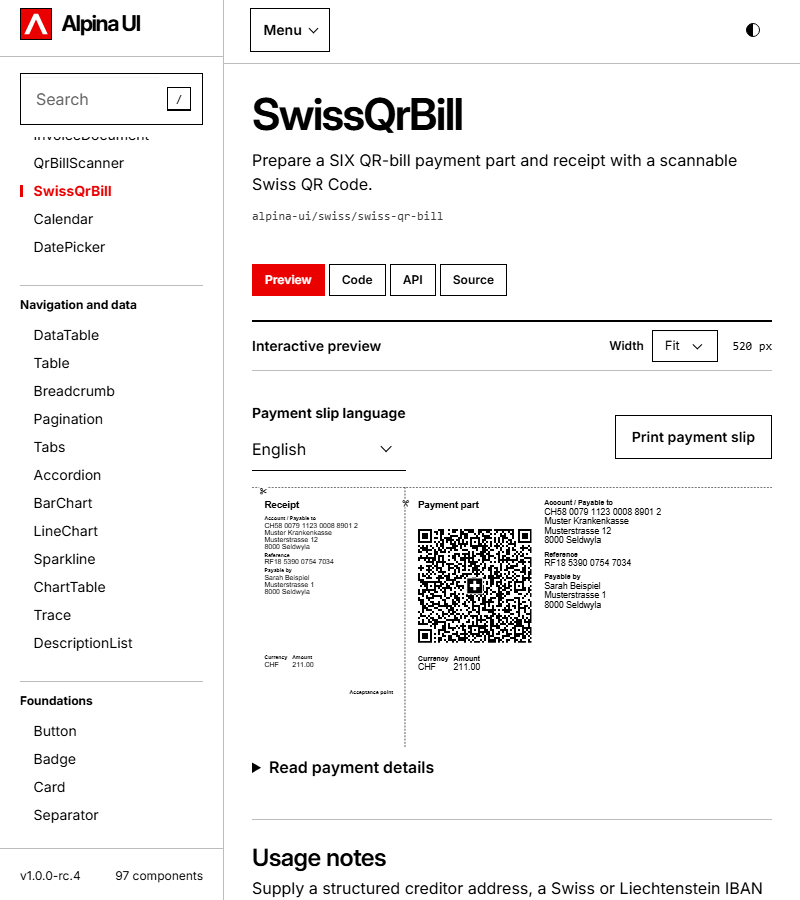 Alpina UI
Menu
Search
/
InvoiceDocument
QrBillScanner
SwissQrBill
Calendar
DatePicker
Navigation and data
DataTable
Table
Breadcrumb
Pagination
Tabs
Accordion
BarChart
LineChart
Sparkline
ChartTable
Trace
DescriptionList
Foundations
Button
Badge
Card
Separator
v1.0.0-rc.4
97 components
SwissQrBill
Prepare a SIX QR-bill payment part and receipt with a scannable
Swiss QR Code.
alpina-ui/swiss/swiss-qr-bill
Preview
Code
API
Source
Interactive preview
Width
Fit
520 px
Payment slip language
English
Print payment slip
Receipt
Account / Payable to
CH58 0079 1123 0008 8901 2
Muster Krankenkasse
Musterstrasse 12
8000 Seldwyla
Reference
RF18 5390 0754 7034
Payable by
Sarah Beispiel
Musterstrasse 1
8000 Seldwyla
Currency Amount
CHF 211.00
Acceptance point
Payment part
Currency Amount
CHF 211.00
Account / Payable to
CH58 0079 1123 0008 8901 2
Muster Krankenkasse
Musterstrasse 12
8000 Seldwyla
Reference
RF18 5390 0754 7034
Payable by
Sarah Beispiel
Musterstrasse 1
8000 Seldwyla
Read payment details
Usage notes
Supply a structured creditor address, a Swiss or Liechtenstein IBAN